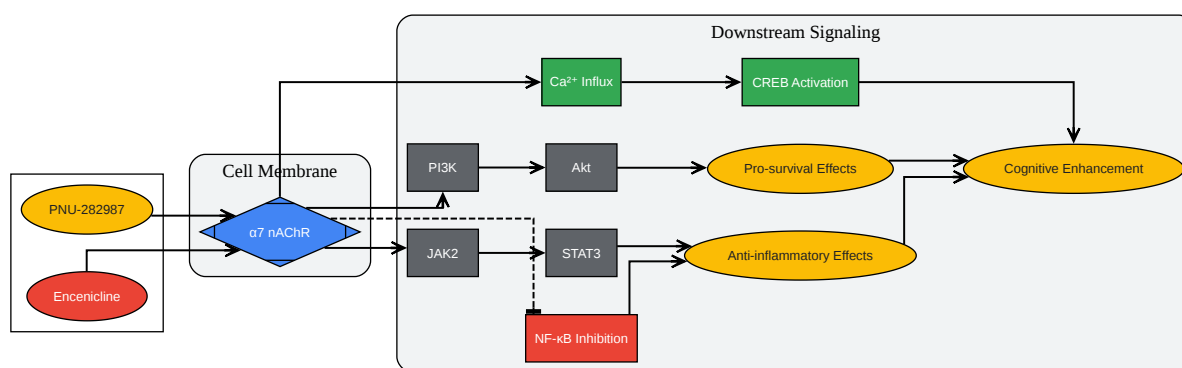 Downstream Signaling
Ca²⁺ Influx
CREB Activation
Cell Membrane
PI3K
Akt
Pro-survival Effects
Cognitive Enhancement
PNU-282987
α7 nAChR
JAK2
STAT3
Anti-inflammatory Effects
Encenicline
NF-κB Inhibition